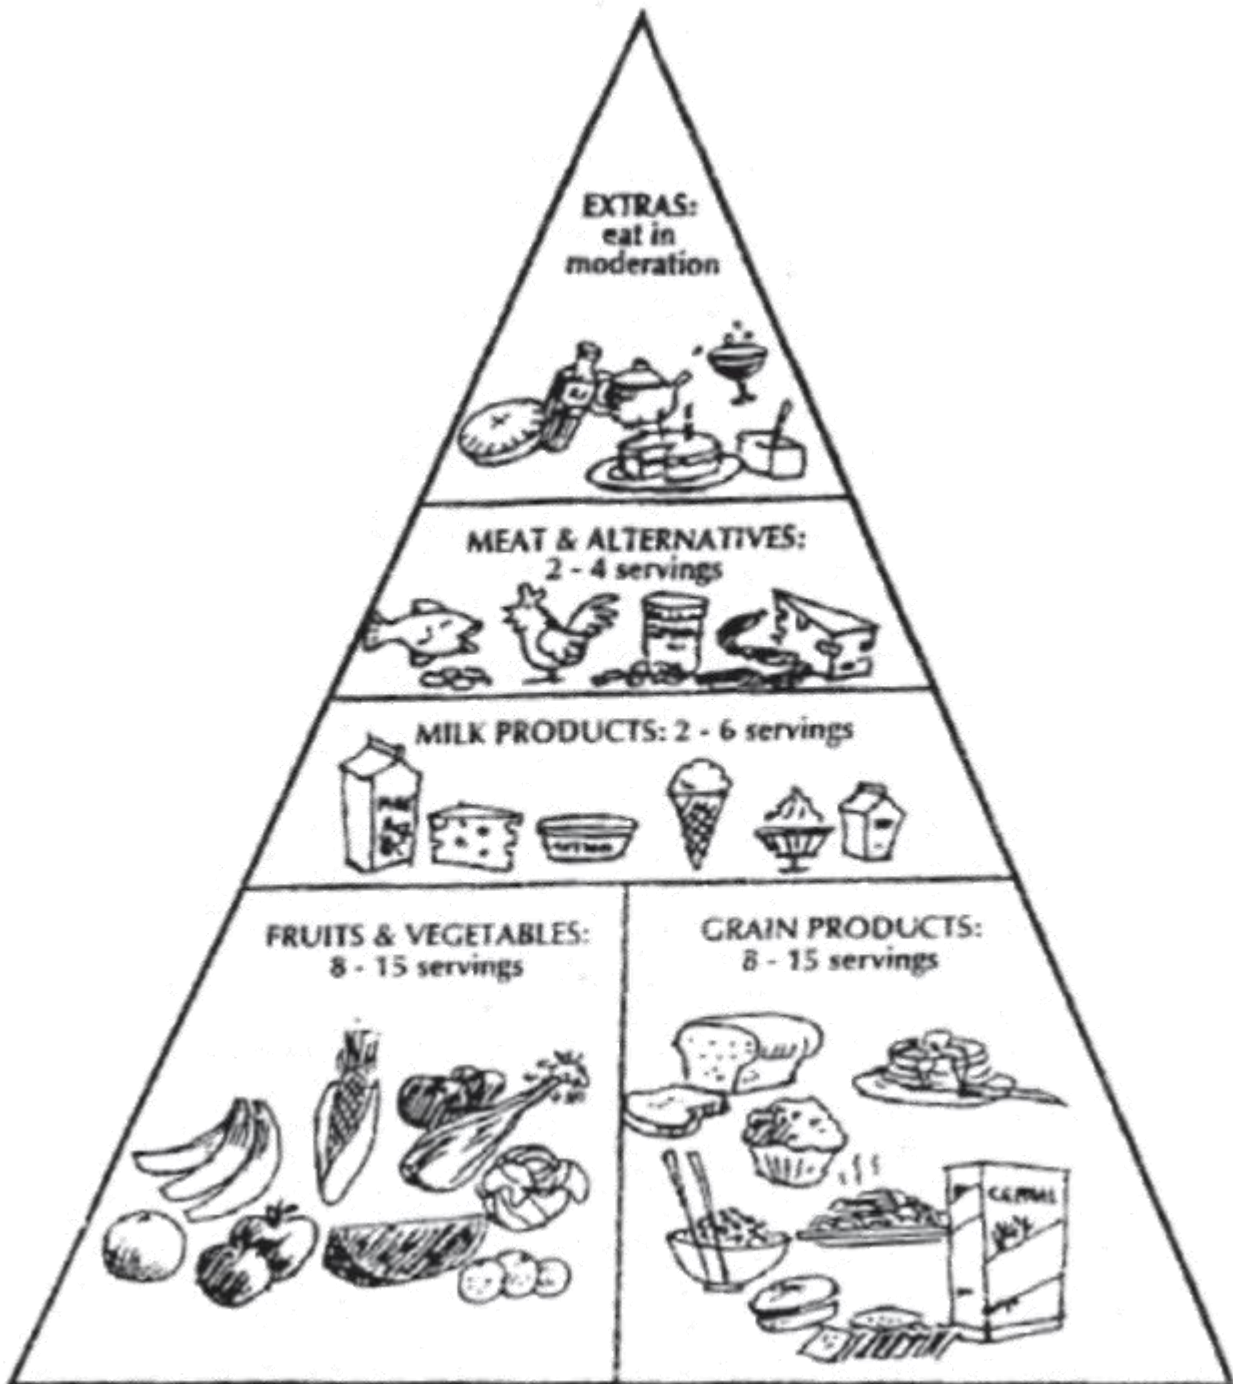 EXTRAS:
eat in
moderation
MEAT & ALTERNATIVES:
2 - 4 servings
MILK PRODUCTS: 2 - 6 servings
FRUITS & VEGETABLES:
8 - 15 servings
GRAIN PRODUCTS:
8 - 15 servings
CEREAL